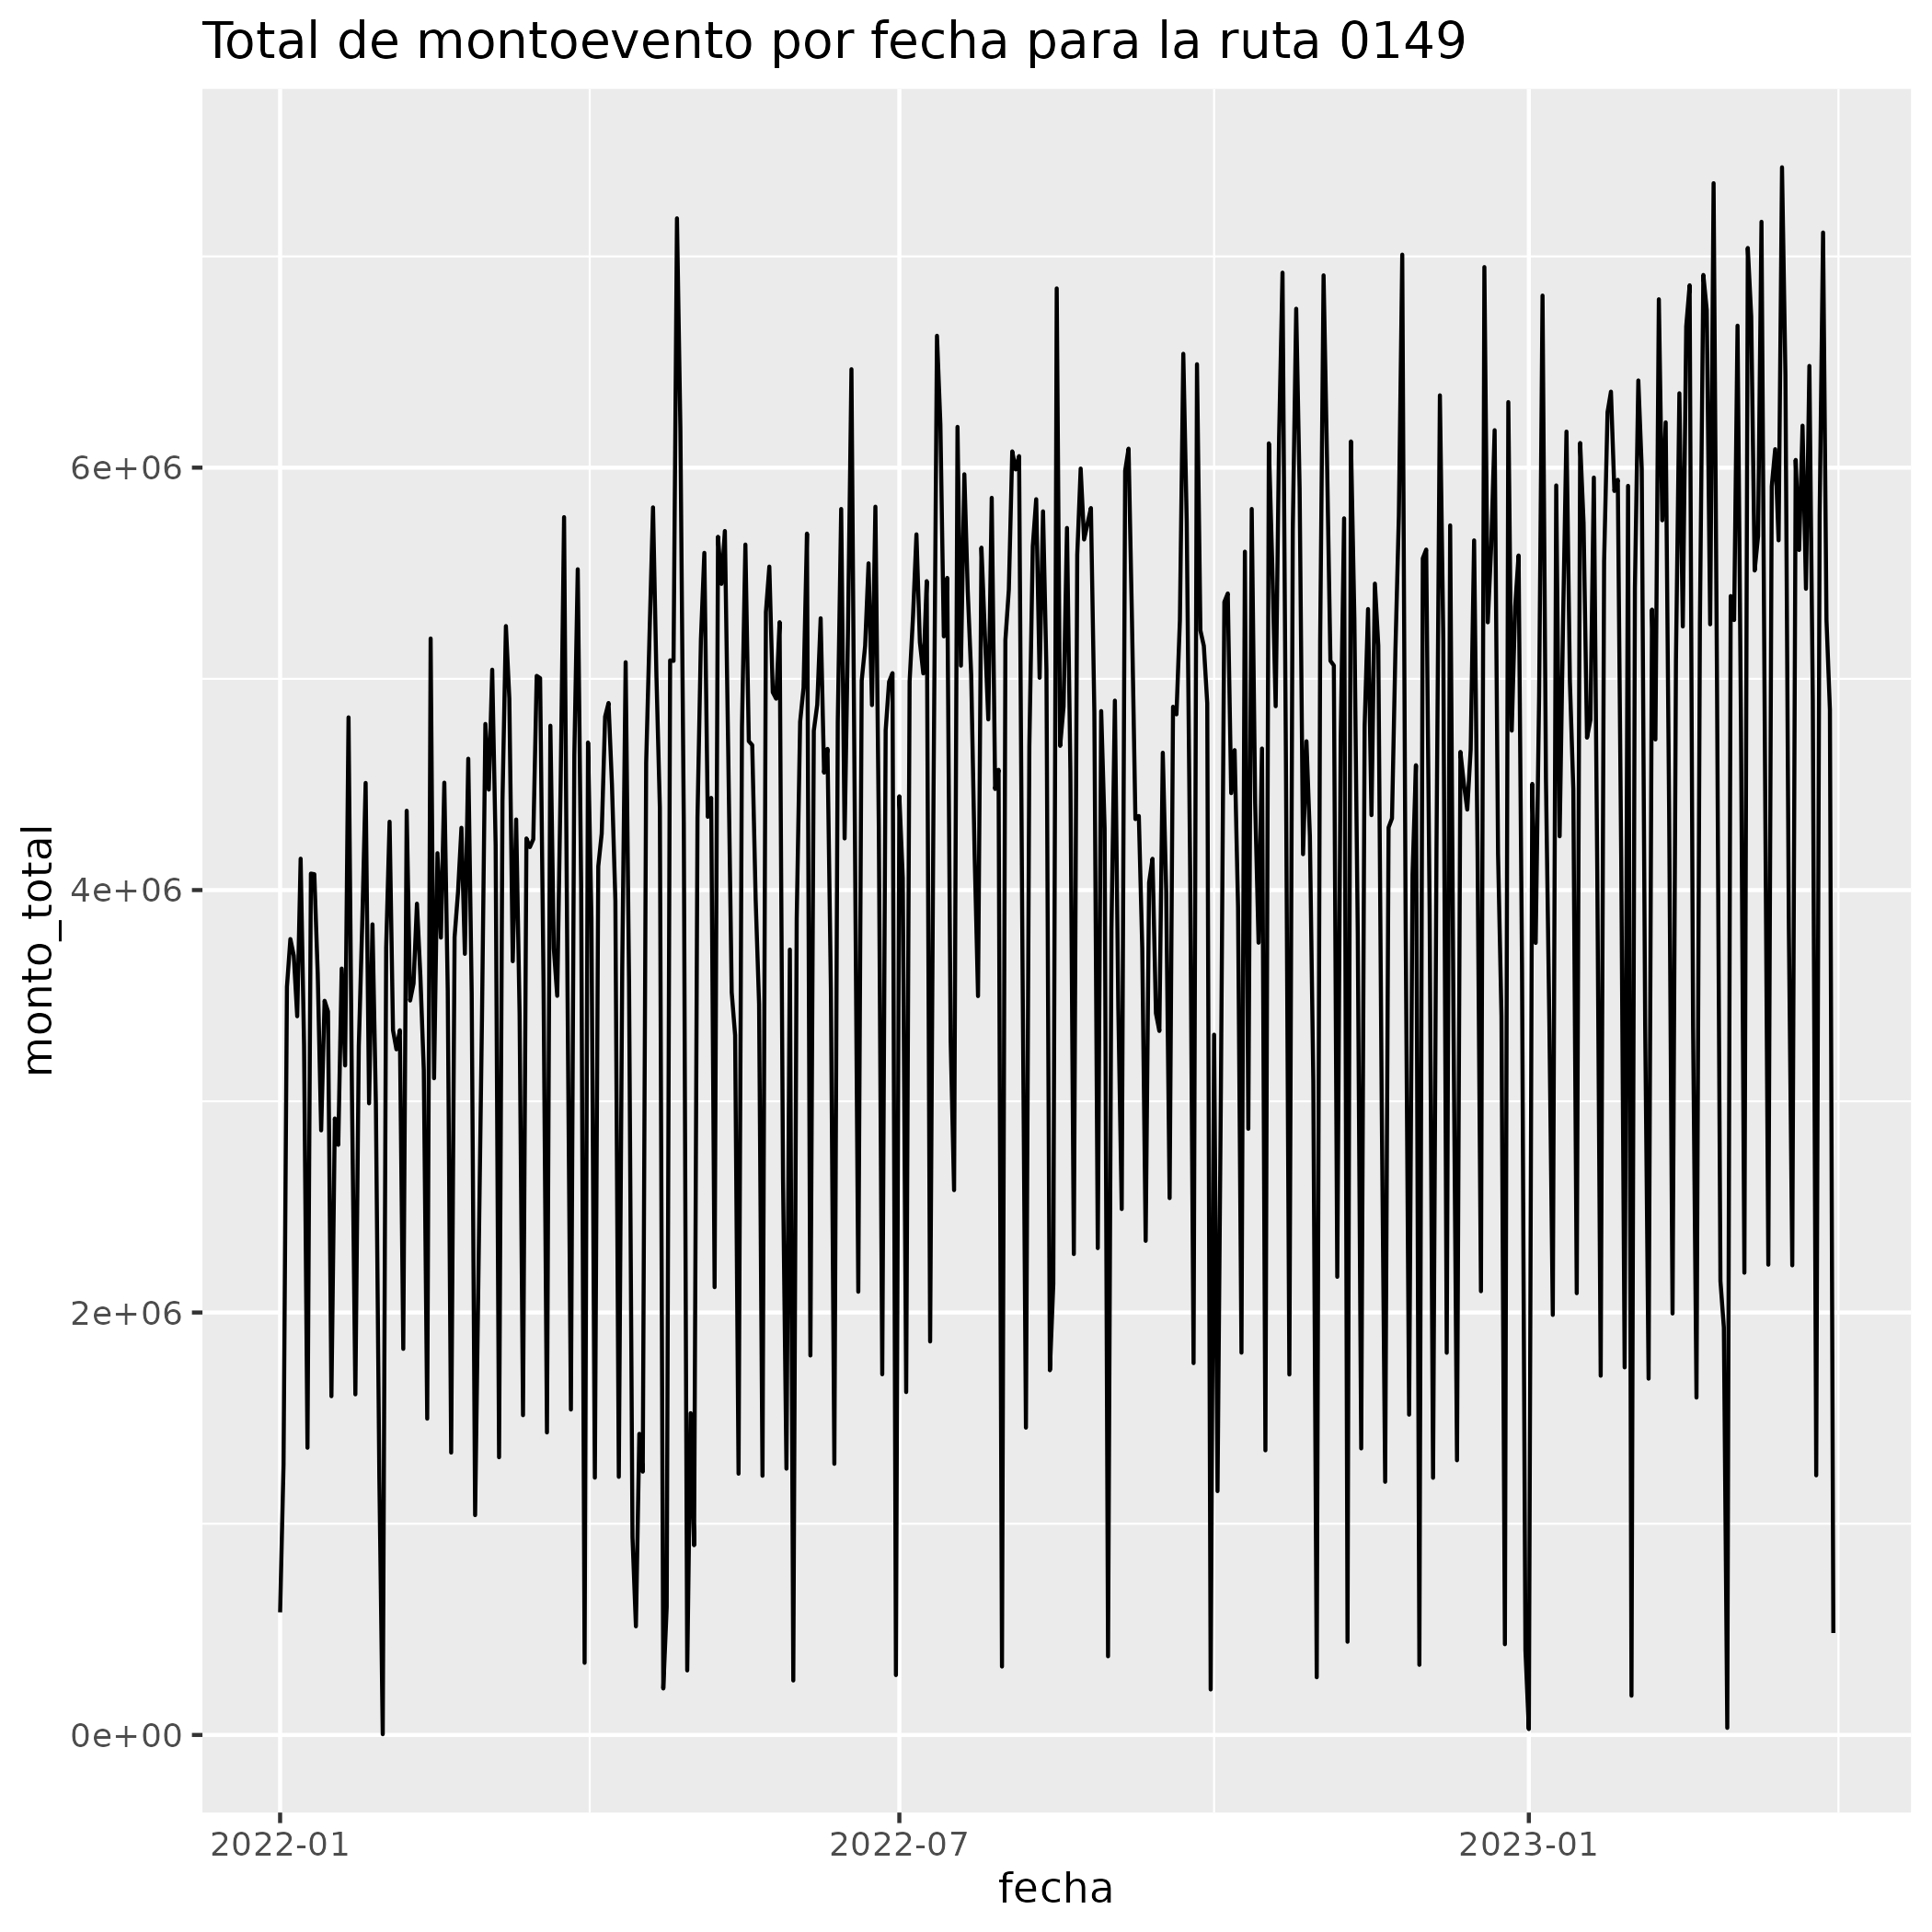 Total de montoevento por fecha para la ruta 0149
monto_total
6e+06
4e+06
2e+06
0e+00
2022-01
2022-07
2023-01
fecha